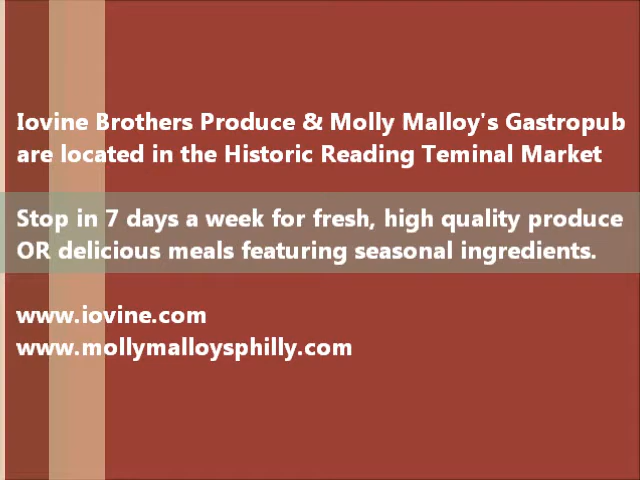 Iovine Brothers Produce & Molly Malloy's Gastropub
are located in the Historic Reading Teminal Market
Stop in 7 days a week for fresh, high quality produce
OR delicious meals featuring seasonal ingredients.
www.iovine.com
www.mollymalloysphilly.com